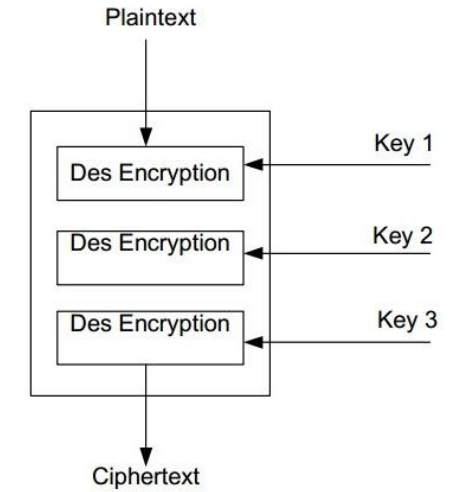 Plaintext
Des Encryption
Key 1
Des Encryption
Key 2
Des Encryption
Key 3
Ciphertext